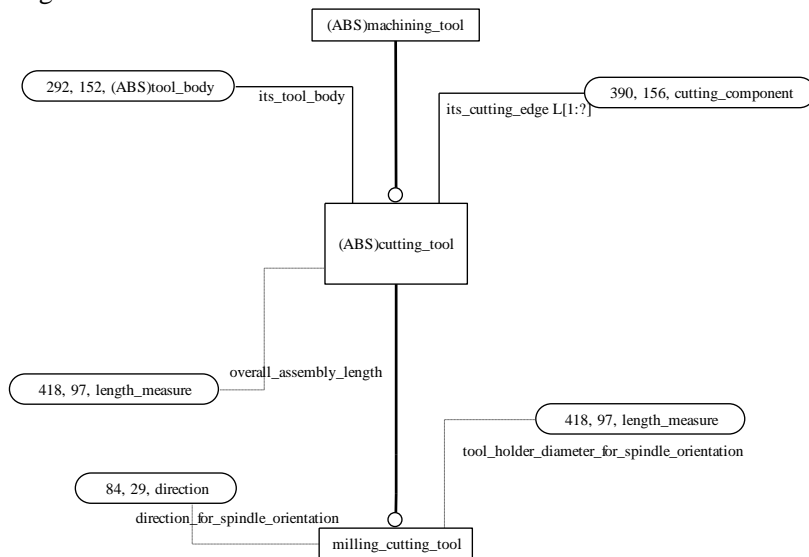 (ABS)machining_tool
292, 152, (ABS)tool_body
its_tool_body
390, 156, cutting_component
its_cutting_edge L[1:?]
(ABS)cutting_tool
overall_assembly_length
418, 97, length_measure
418, 97, length_measure
tool_holder_diameter_for_spindle_orientation
84, 29, direction
direction_for_spindle_orientation
milling_cutting_tool